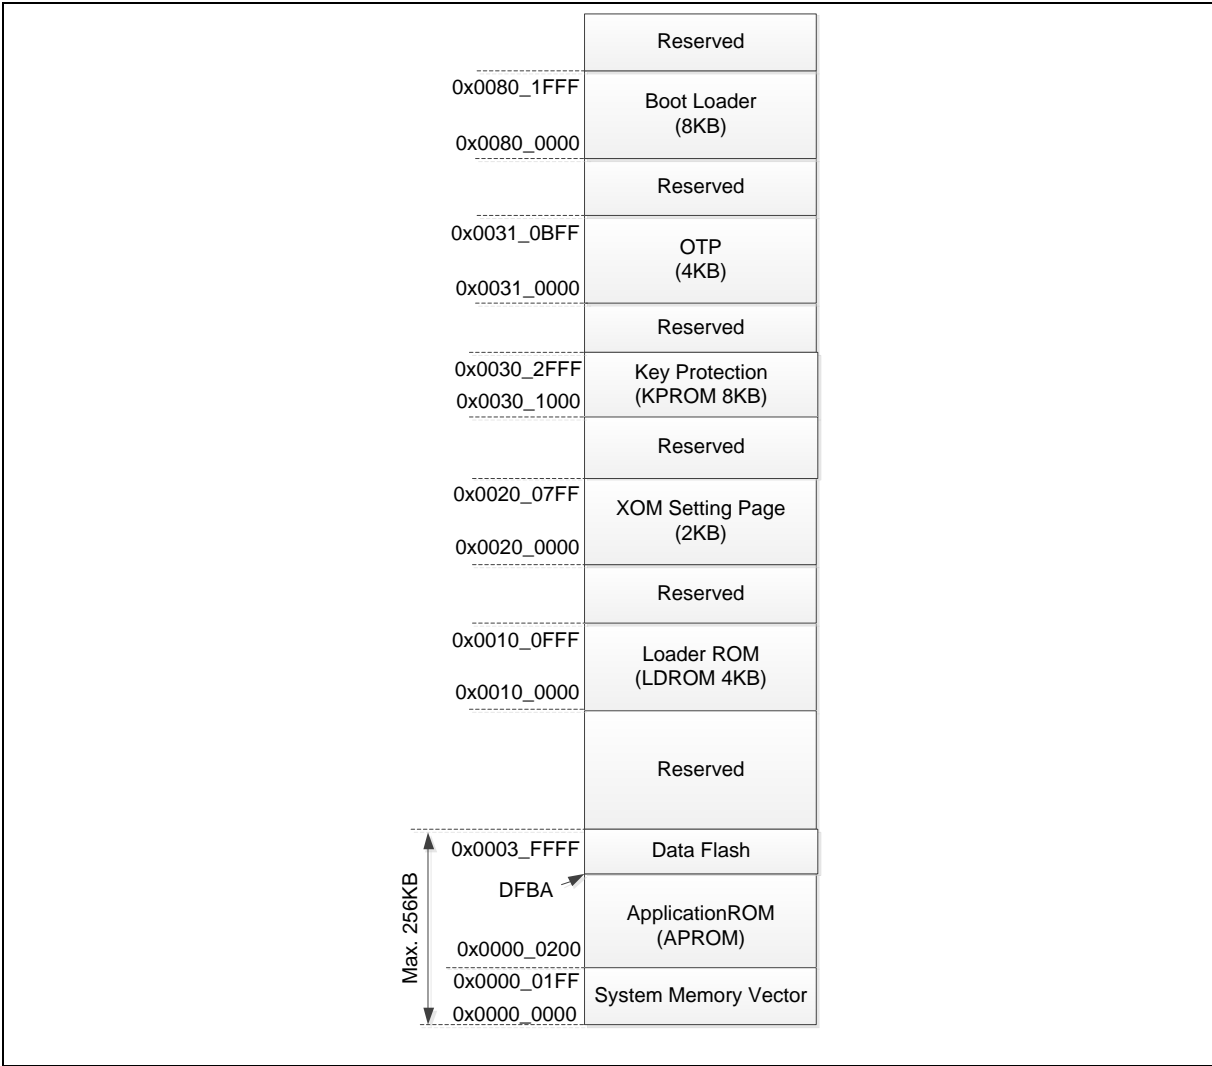 Reserved
0x0080_1FFF
Boot Loader
(8KB)
0x0080_0000
Reserved
0x0031_0BFF
OTP
(4KB)
0x0031_0000
Reserved
0x0030_2FFF
Key Protection
(KPROM 8KB)
0x0030_1000
Reserved
0x0020_07FF
XOM Setting Page
(2KB)
0x0020_0000
Reserved
0x0010_0FFF
Loader ROM
(LDROM 4KB)
0x0010_0000
Reserved
Max. 256KB
0x0003_FFFF
Data Flash
DFBA
ApplicationROM
(APROM)
0x0000_0200
0x0000_01FF
System Memory Vector
0x0000_0000